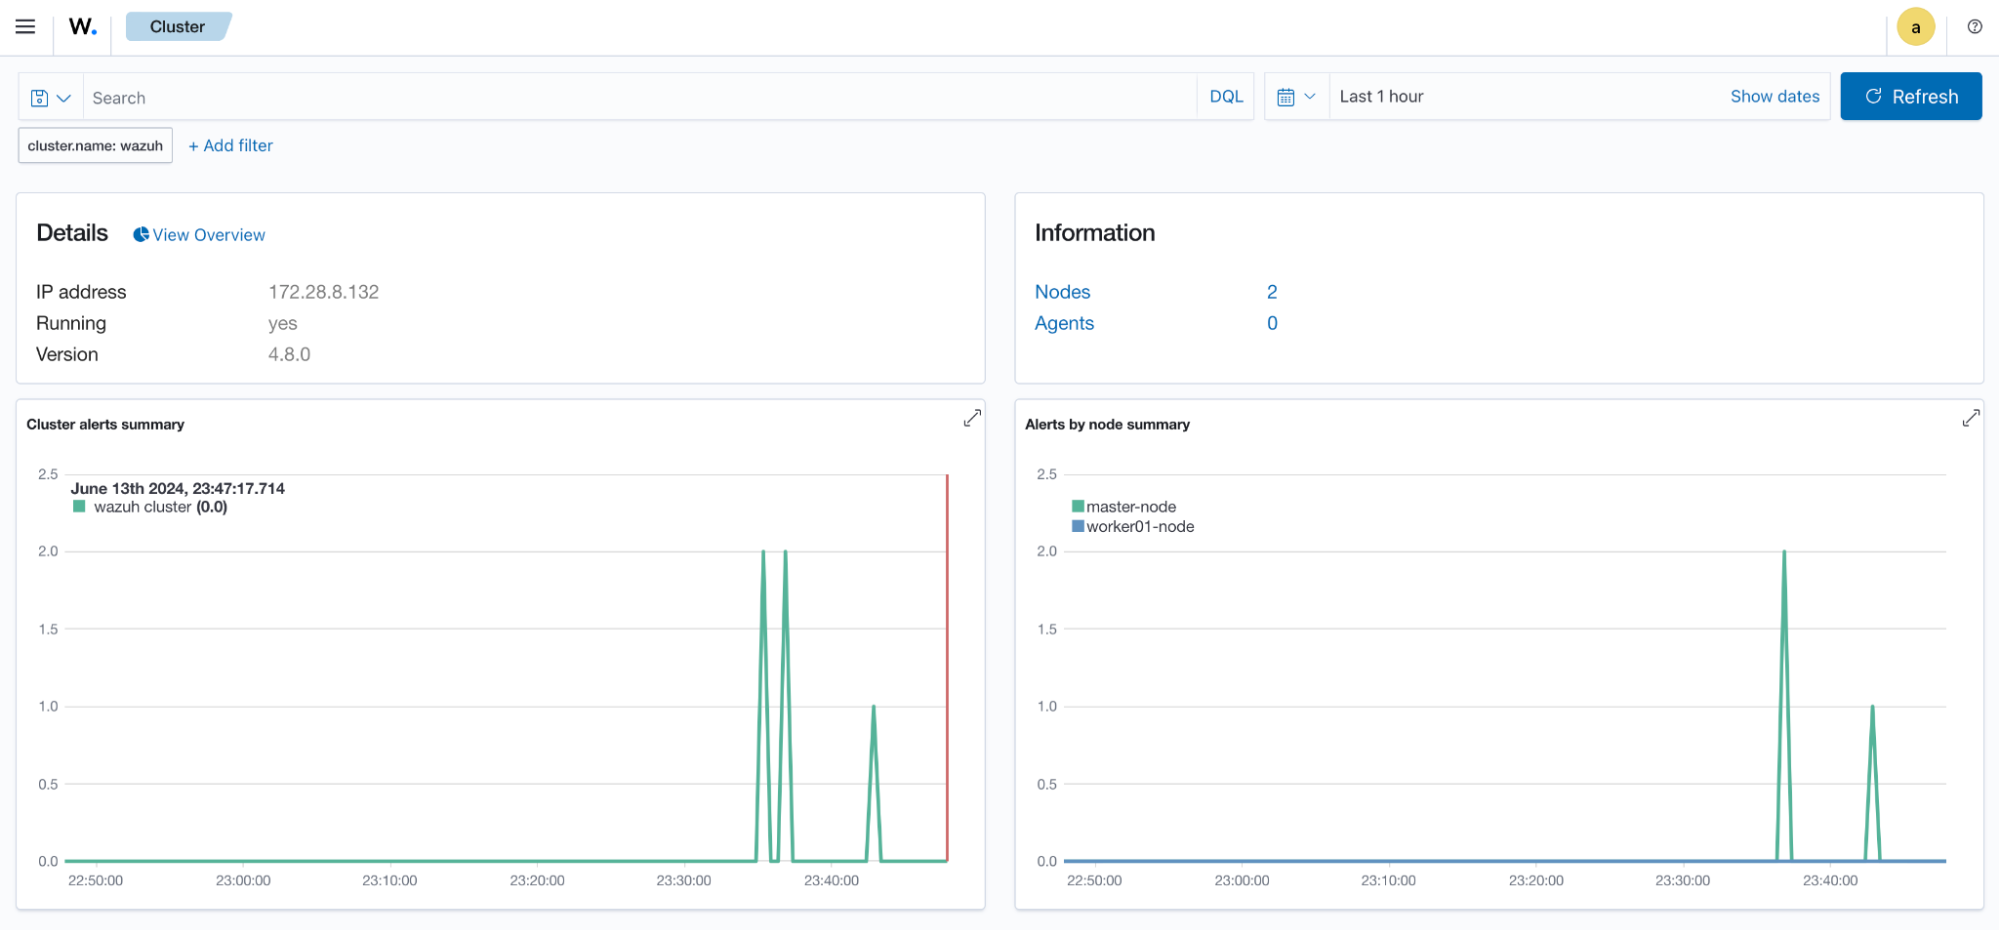 W.
Cluster
a
Search
DQL
Last 1 hour
Show dates
Refresh
cluster.name: wazuh
+ Add filter
Details
View Overview
IP address 172.28.8.132
Running yes
Version 4.8.0
Information
Nodes 2
Agents 0
Cluster alerts summary
2.5
June 13th 2024, 23:47:17.714
wazuh cluster (0.0)
2.0
1.5
1.0
0.5
0.0
22:50:00 23:00:00 23:10:00 23:20:00 23:30:00 23:40:00
Alerts by node summary
2.5
master-node
worker01-node
2.0
1.5
1.0
0.5
0.0
22:50:00 23:00:00 23:10:00 23:20:00 23:30:00 23:40:00